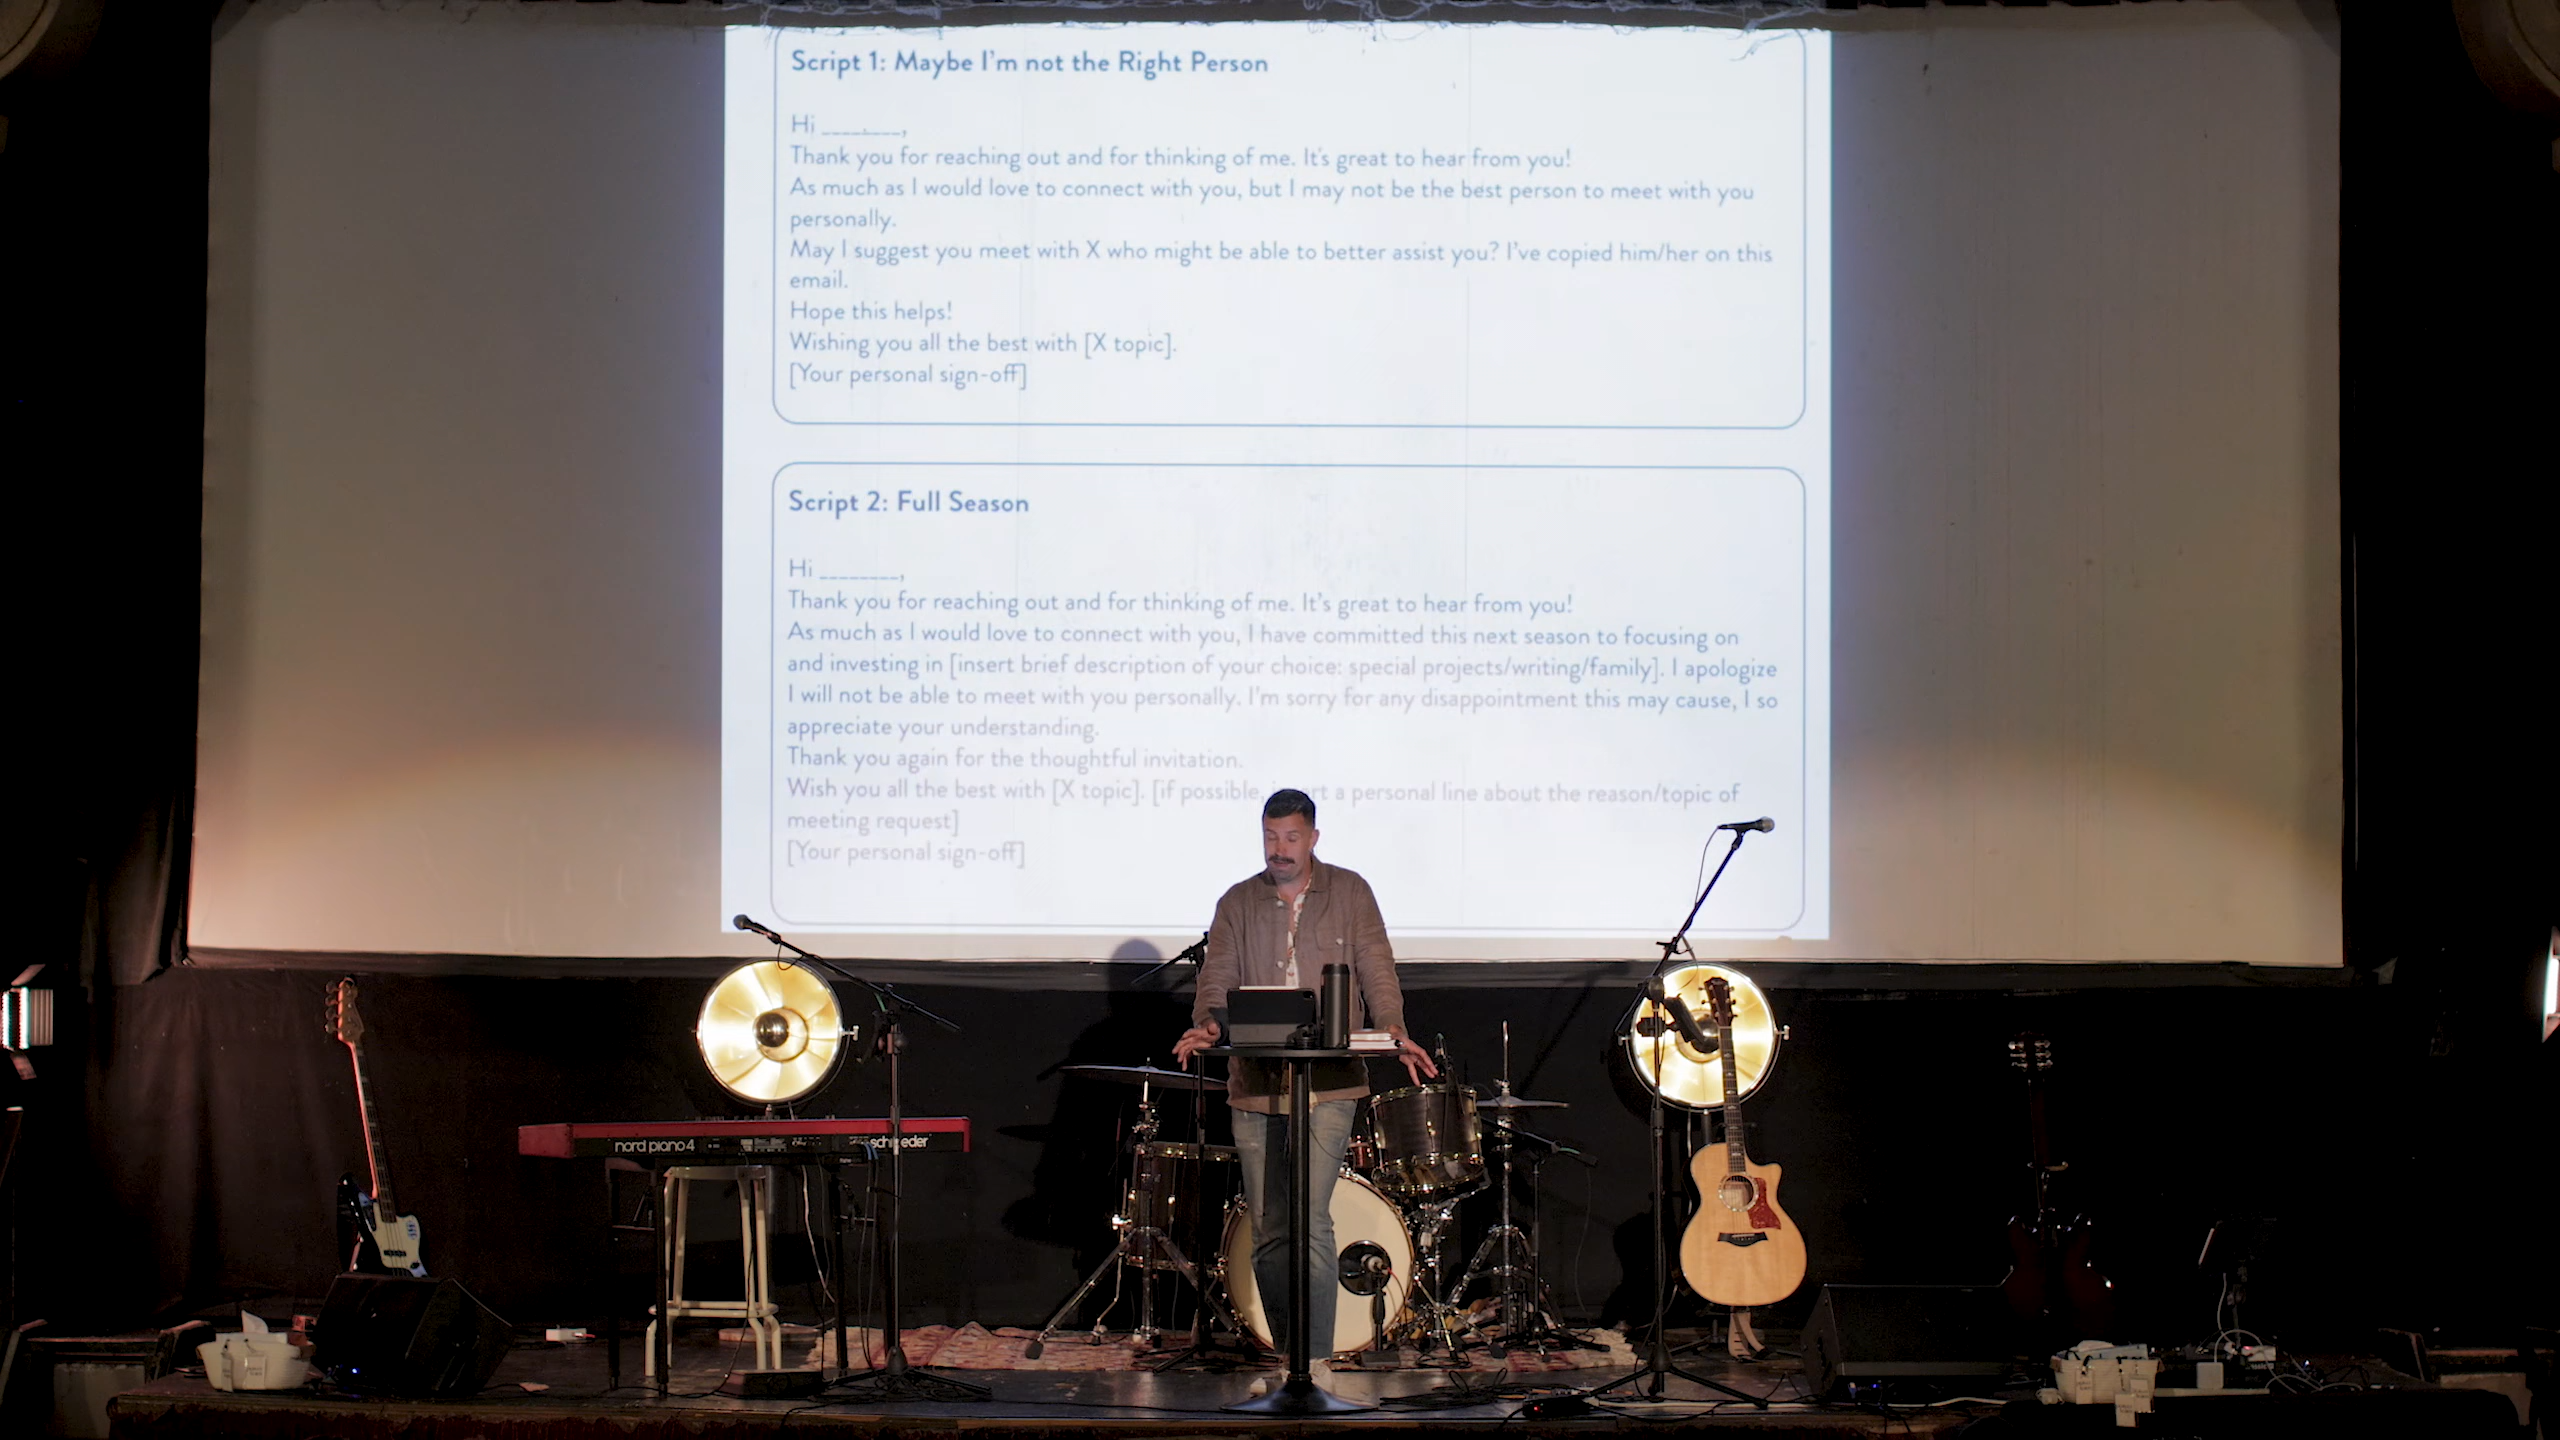 Script 1: Maybe I'm not the Right Person
Hi ________,
Thank you for reaching out and for thinking of me. It's great to hear from you!
As much as I would love to connect with you, but I may not be the best person to meet with you
personally.
May I suggest you meet with X who might be able to better assist you? I've copied him/her on this
email.
Hope this helps!
Wishing you all the best with [X topic].
[Your personal sign-off]
Script 2: Full Season
Hi ________,
Thank you for reaching out and for thinking of me. It's great to hear from you!
As much as I would love to connect with you, I have committed this next season to focusing on
and investing in [insert brief description of your choice: special projects/writing/family]. I apologize
I will not be able to meet with you personally. I'm sorry for any disappointment this may cause, I so
appreciate your understanding.
Thank you again for the thoughtful invitation.
Wish you all the best with [X topic]. [if possible, a personal line about the reason/topic of
meeting request]
[Your personal sign-off]
nord piano 4